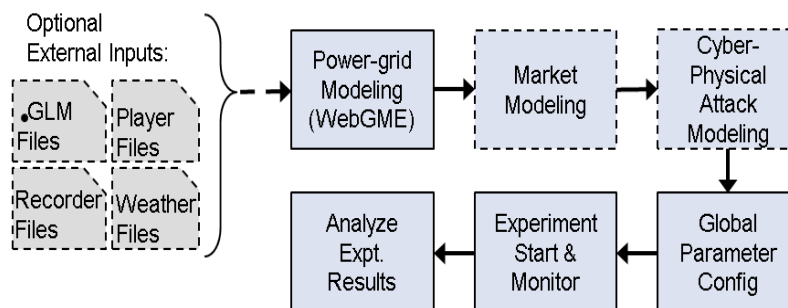 Optional
External Inputs:
.GLM
Files
Player
Files
Recorder
Files
Weather
Files
Power-grid
Modeling
(WebGME)
Market
Modeling
Cyber-
Physical
Attack
Modeling
Global
Parameter
Config
Experiment
Start &
Monitor
Analyze
Expt.
Results